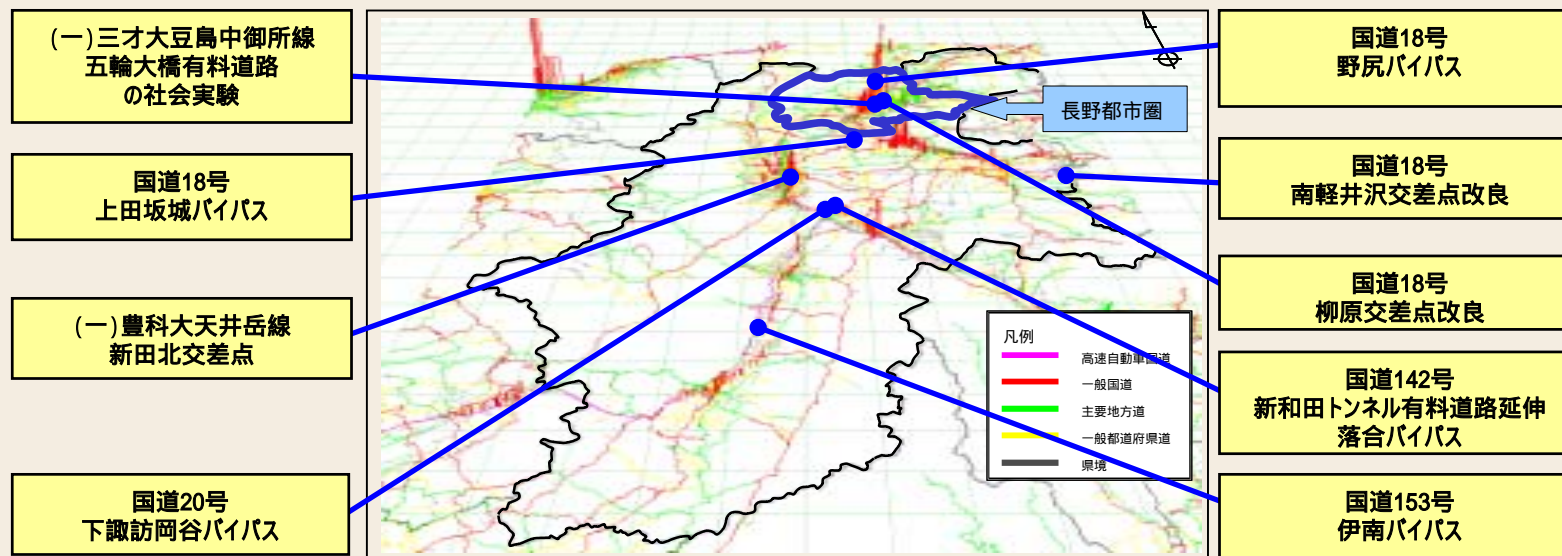 (一)三才大豆島中御所線
五輪大橋有料道路
の社会実験
国道18号
上田坂城バイパス
(一)豊科大天井岳線
新田北交差点
国道20号
下諏訪岡谷バイパス
長野都市圏
凡例
高速自動車国道
一般国道
主要地方道
一般都道府県道
県境
国道18号
野尻バイパス
国道18号
南軽井沢交差点改良
国道18号
柳原交差点改良
国道142号
新和田トンネル有料道路延伸
落合バイパス
国道153号
伊南バイパス